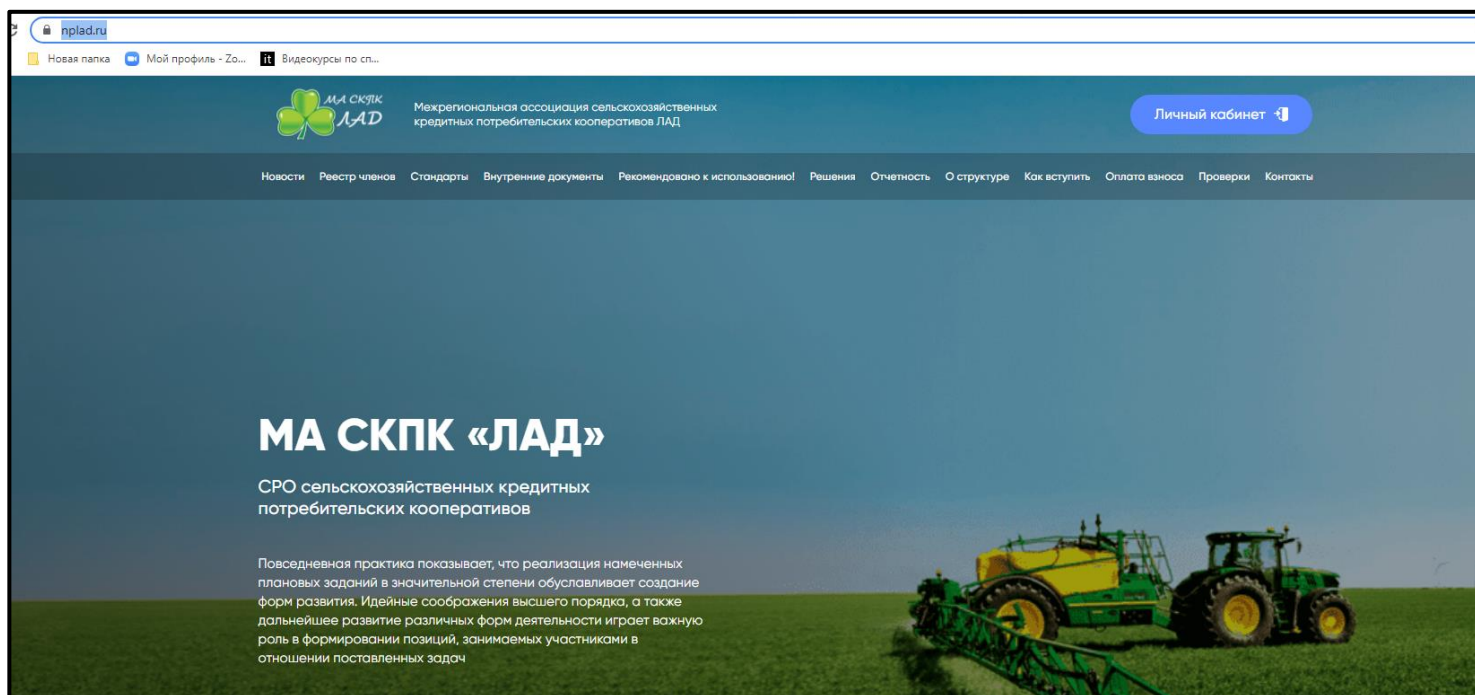 nplad.ru
Новая папка Мой профиль - Zo... it Видеокурсы по сп...
МА СКПК
ЛАД
Межрегиональная ассоциация сельскохозяйственных
кредитных потребительских кооперативов ЛАД
Личный кабинет
Новости Реестр членов Стандарты Внутренние документы Рекомендовано к использованию! Решения Отчетность О структуре Как вступить Оплата взноса Проверки Контакты
МА СКПК «ЛАД»
СРО сельскохозяйственных кредитных
потребительских кооперативов
Повседневная практика показывает, что реализация намеченных
плановых заданий в значительной степени обуславливает создание
форм развития. Идейные соображения высшего порядка, а также
дальнейшее развитие различных форм деятельности играет важную
роль в формировании позиций, занимаемых участниками в
отношении поставленных задач